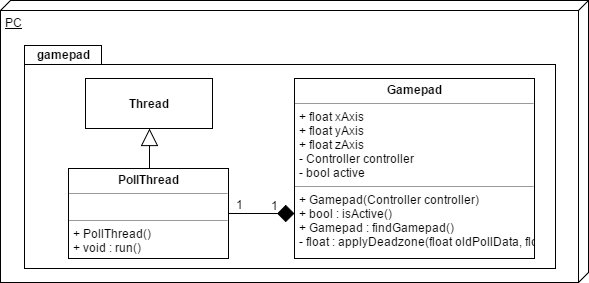 PC
gamepad
Thread
PollThread
+ PollThread()
+ void : run()
1
1
Gamepad
+ float xAxis
+ float yAxis
+ float zAxis
- Controller controller
- bool active
+ Gamepad(Controller controller)
+ bool : isActive()
+ Gamepad : findGamepad()
- float : applyDeadzone(float oldPollData, flo